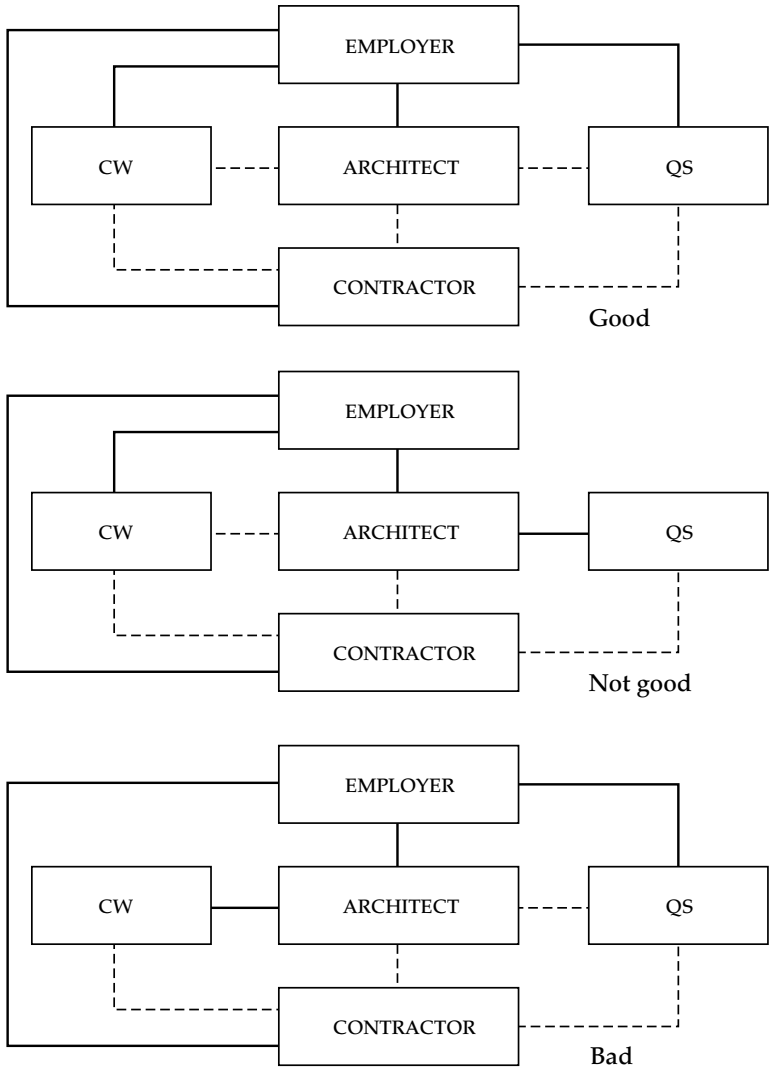 EMPLOYER
CW
ARCHITECT
QS
CONTRACTOR
Good
EMPLOYER
CW
ARCHITECT
QS
CONTRACTOR
Not good
EMPLOYER
CW
ARCHITECT
QS
CONTRACTOR
Bad